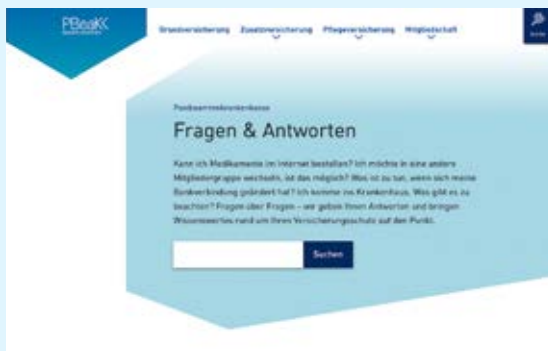 PBeaKK
Grundversicherung Zusatzversicherung Pflegeversicherung Mitgliedschaft
Suche
Postbeamtenkrankenkasse
Fragen & Antworten
Kann ich Medikamente im Internet bestellen? Ich möchte in eine andere
Mitgliedergruppe wechseln, ist das möglich? Was ist zu tun, wenn sich meine
Bankverbindung geändert hat? Ich komme ins Krankenhaus. Was gibt es zu
beachten? Fragen über Fragen – wir geben Ihnen Antworten und bringen
Wissenswertes rund um Ihren Versicherungsschutz auf den Punkt.
Suchen